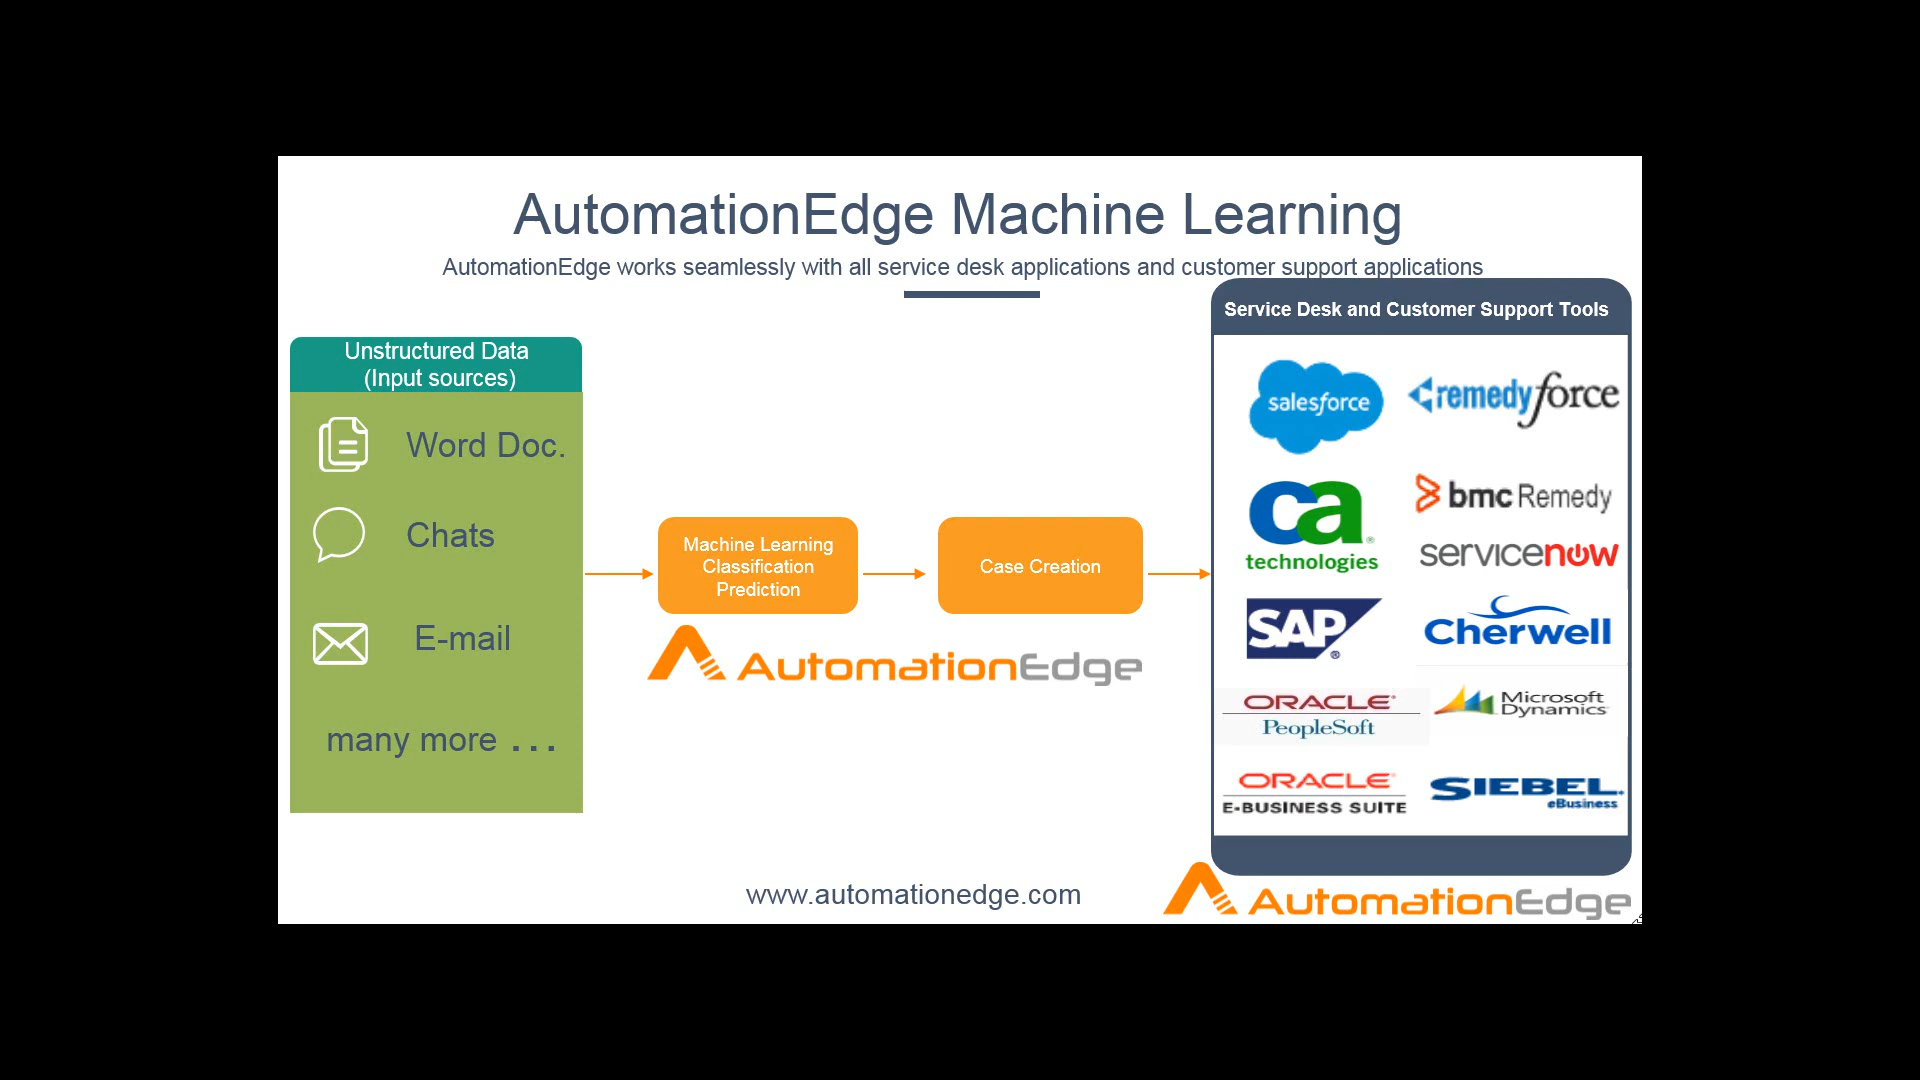 AutomationEdge Machine Learning
AutomationEdge works seamlessly with all service desk applications and customer support applications
Unstructured Data
(Input sources)
Word Doc.
Chats
E-mail
many more ...
Machine Learning
Classification
Prediction
Case Creation
AutomationEdge
Service Desk and Customer Support Tools
salesforce
remedyforce
ca
technologies
bmc Remedy
servicenow
SAP
®
Cherwell
ORACLE®
PeopleSoft
Microsoft
Dynamics
ORACLE®
E-BUSINESS SUITE
SIEBEL.
eBusiness
www.automationedge.com
AutomationEdge